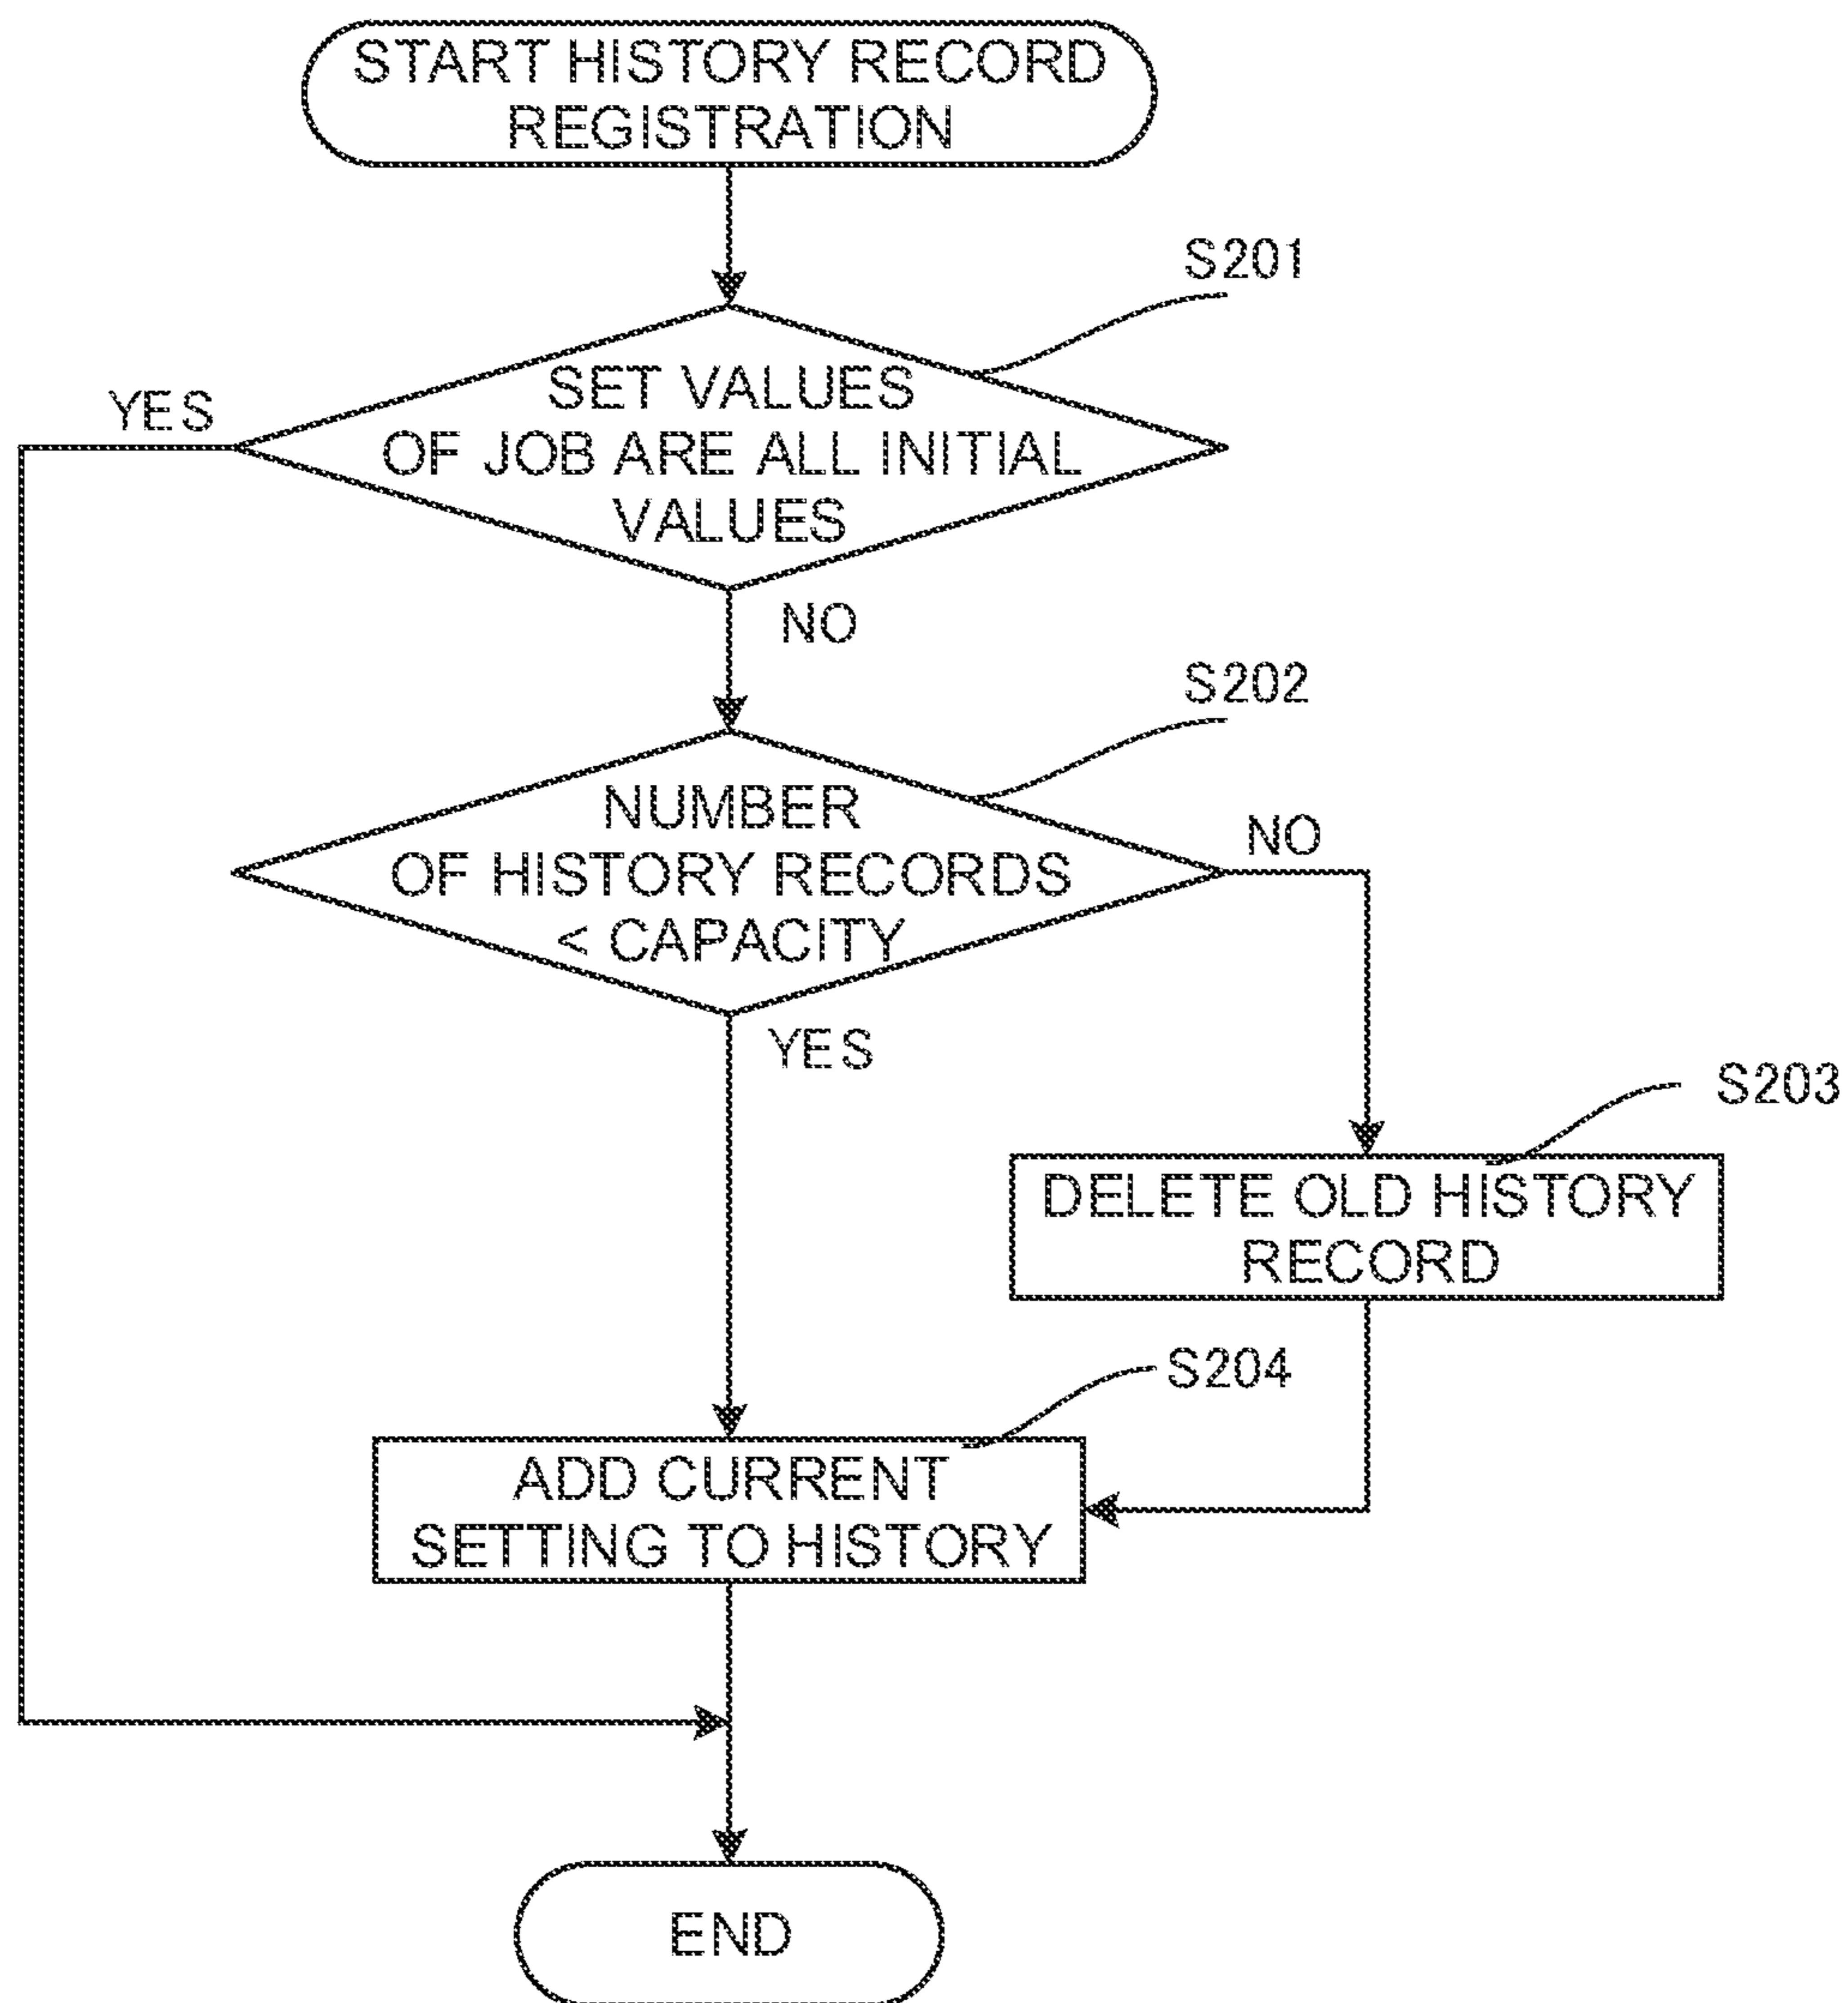 START HISTORY RECORD
REGISTRATION
S201
YES
SET VALUES
OF JOB ARE ALL INITIAL
VALUES
NO
S202
NUMBER
OF HISTORY RECORDS
< CAPACITY
NO
YES
S203
DELETE OLD HISTORY
RECORD
S204
ADD CURRENT
SETTING TO HISTORY
END